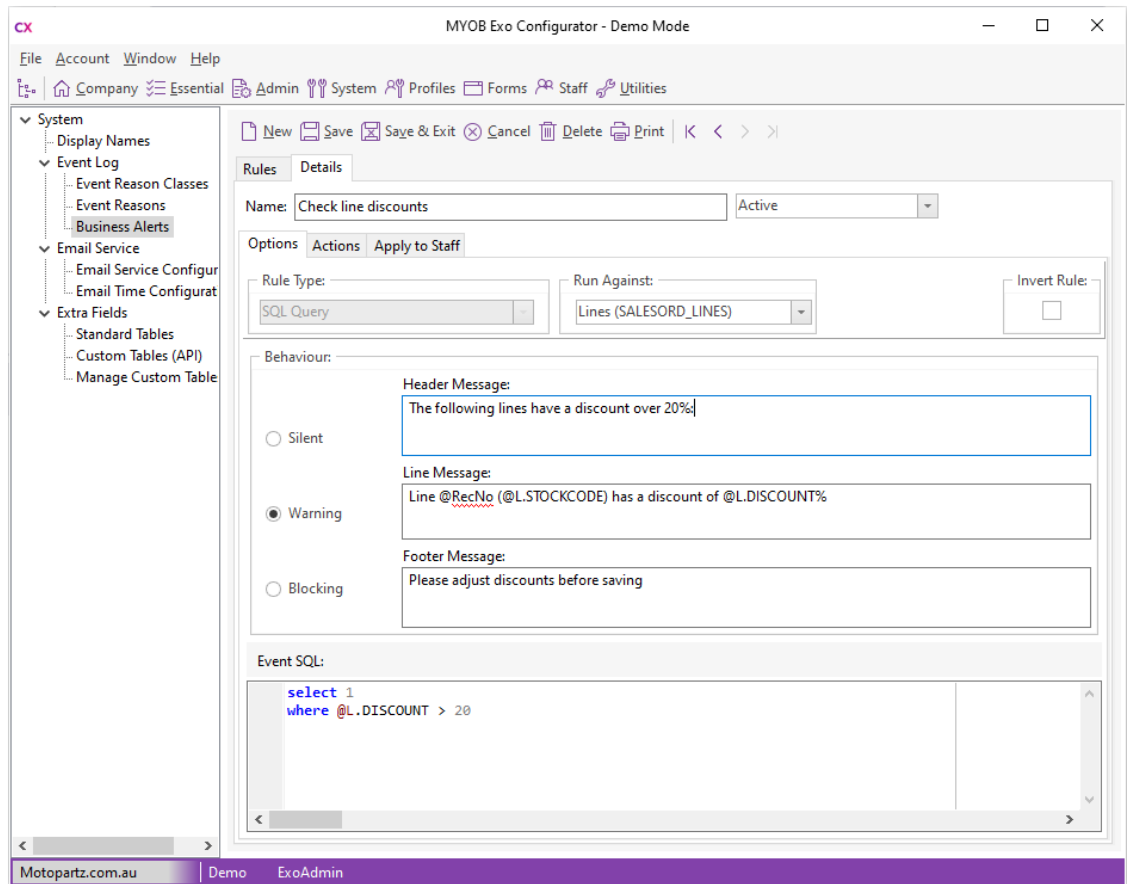 CX MYOB Exo Configurator - Demo Mode
File Account Window Help
Company Essential Admin System Profiles Forms Staff Utilities
System
Display Names
Event Log
Event Reason Classes
Event Reasons
Business Alerts
Email Service
Email Service Configur
Email Time Configurat
Extra Fields
Standard Tables
Custom Tables (API)
Manage Custom Table
New Save Save & Exit Cancel Delete Print
Rules Details
Name: Check line discounts Active
Options Actions Apply to Staff
Rule Type: Run Against: Invert Rule:
SQL Query Lines (SALESORD_LINES)
Behaviour:
Header Message:
The following lines have a discount over 20%:
Silent
Line Message:
Line @RecNo (@L.STOCKCODE) has a discount of @L.DISCOUNT%
Warning
Footer Message:
Please adjust discounts before saving
Blocking
Event SQL:
select 1
where @L.DISCOUNT > 20
Motopartz.com.au Demo ExoAdmin